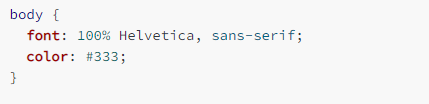 body {
  font: 100% Helvetica, sans-serif;
  color: #333;
}